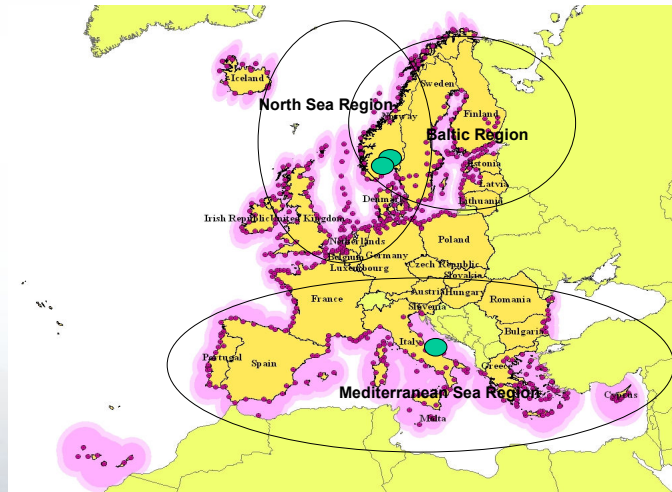 Iceland
Sweden
North Sea Region
Norway
Finland
Baltic Region
Estonia
Latvia
Denmark
Lithuania
Irish Republic
United Kingdom
Netherlands
Poland
Belgium
Germany
Luxembourg
Czech Republic
Slovakia
France
Austria
Hungary
Romania
Slovenia
Bulgaria
Italy
Portugal
Spain
Greece
Mediterranean Sea Region
Cyprus
Malta